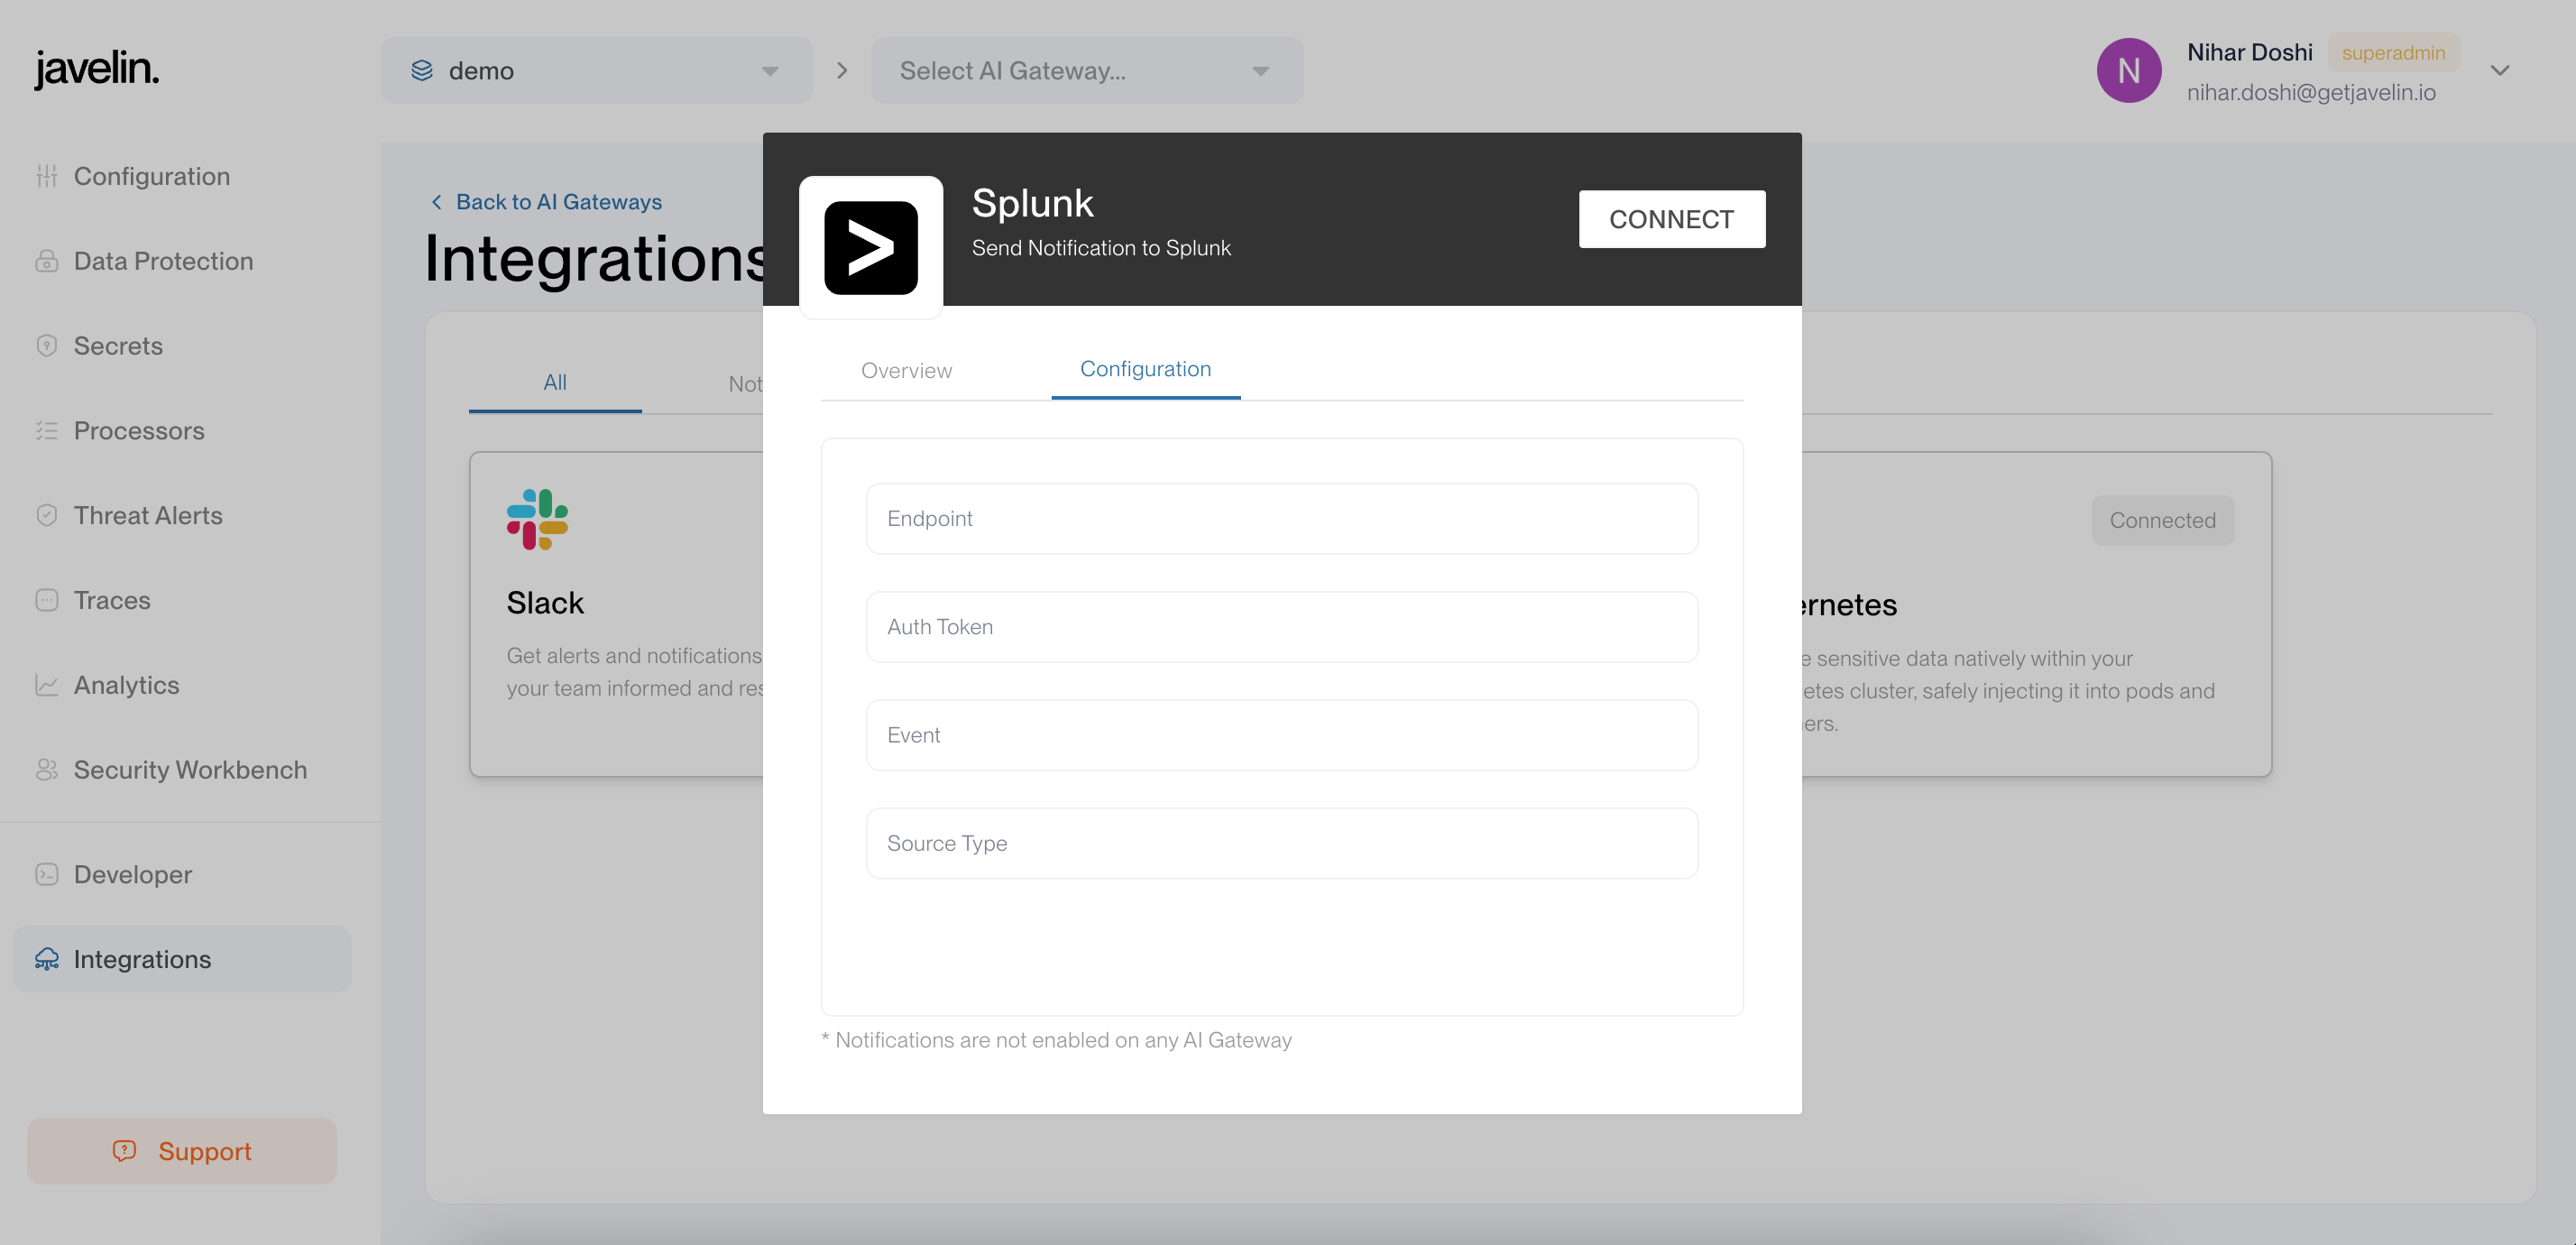 javelin.
demo
Select AI Gateway...
N
Nihar Doshi
superadmin
nihar.doshi@getjavelin.io
Configuration
Data Protection
Secrets
Processors
Threat Alerts
Traces
Analytics
Security Workbench
Developer
Integrations
Support
Back to AI Gateways
Integrations
All
Not
Slack
Get alerts and notifications
your team informed and res
Connected
ernetes
e sensitive data natively within your
etes cluster, safely injecting it into pods and
ers.
Splunk
Send Notification to Splunk
CONNECT
Overview
Configuration
Endpoint
Auth Token
Event
Source Type
* Notifications are not enabled on any AI Gateway